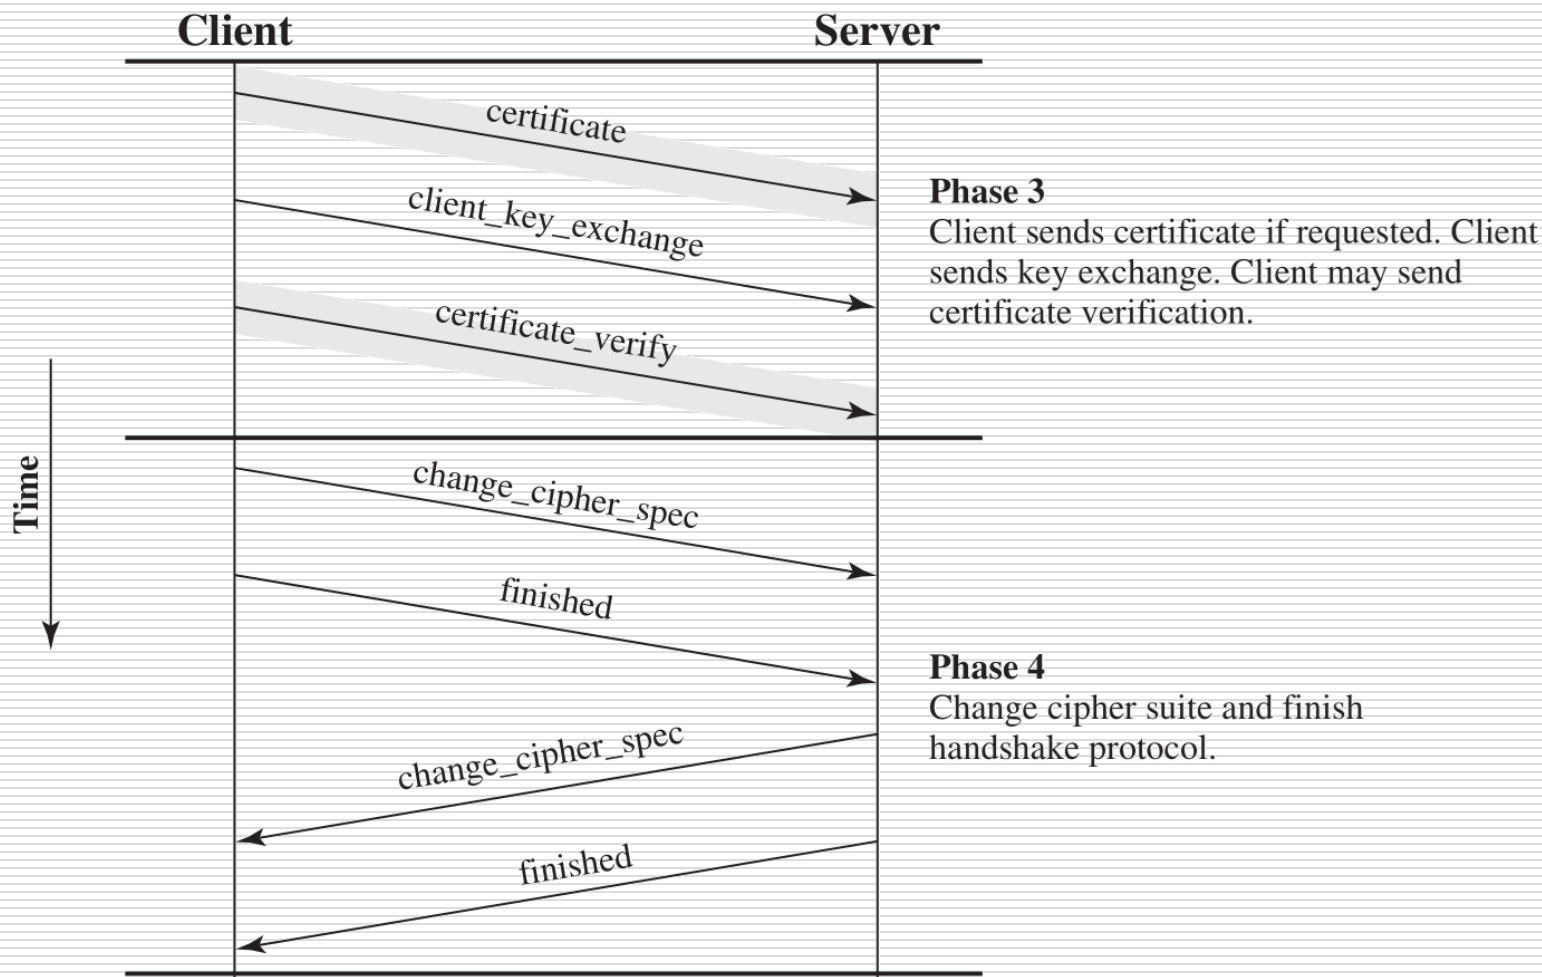 Client
Server
certificate
client_key_exchange
Phase 3
Client sends certificate if requested. Client
sends key exchange. Client may send
certificate verification.
certificate_verify
Time
change_cipher_spec
finished
Phase 4
Change cipher suite and finish
handshake protocol.
change_cipher_spec
finished